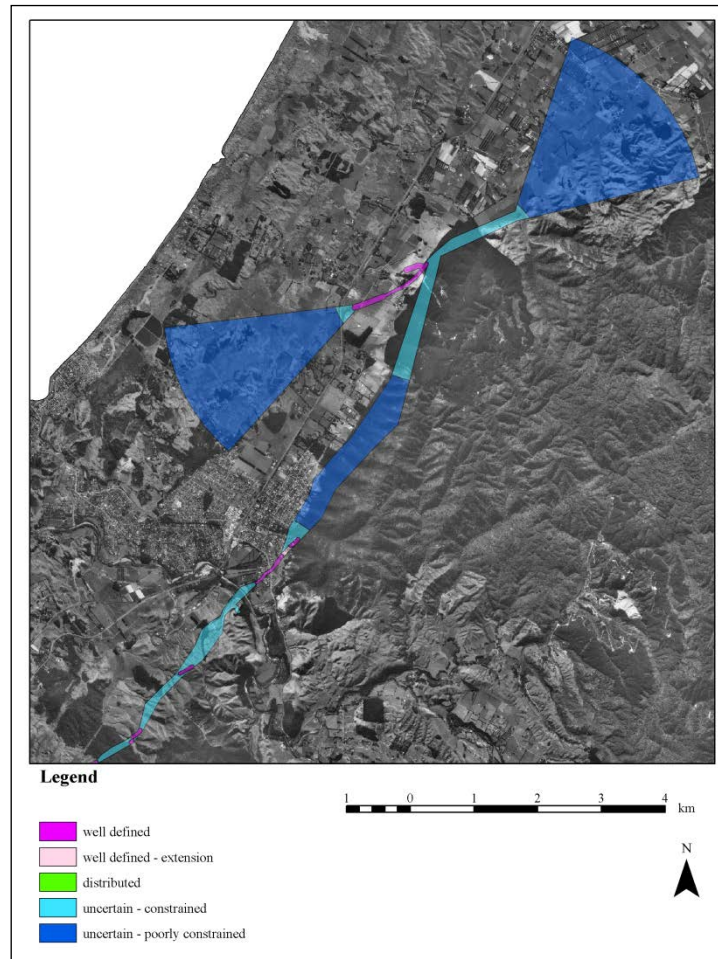 Legend
1 0 1 2 3 4
km
well defined
well defined - extension
distributed
uncertain - constrained
uncertain - poorly constrained
N